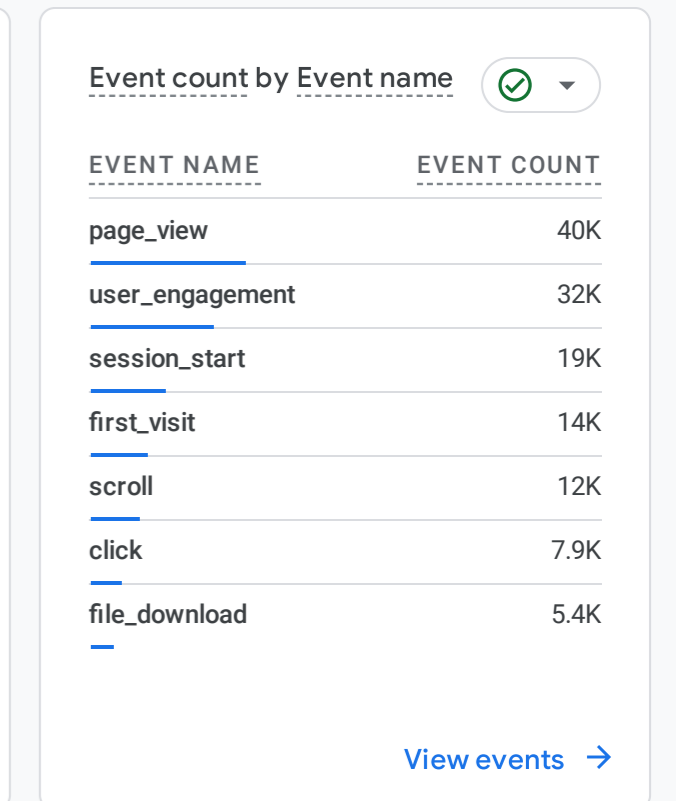 Event count by Event name
EVENT NAME EVENT COUNT
page_view 40K
user_engagement 32K
session_start 19K
first_visit 14K
scroll 12K
click 7.9K
file_download 5.4K
View events